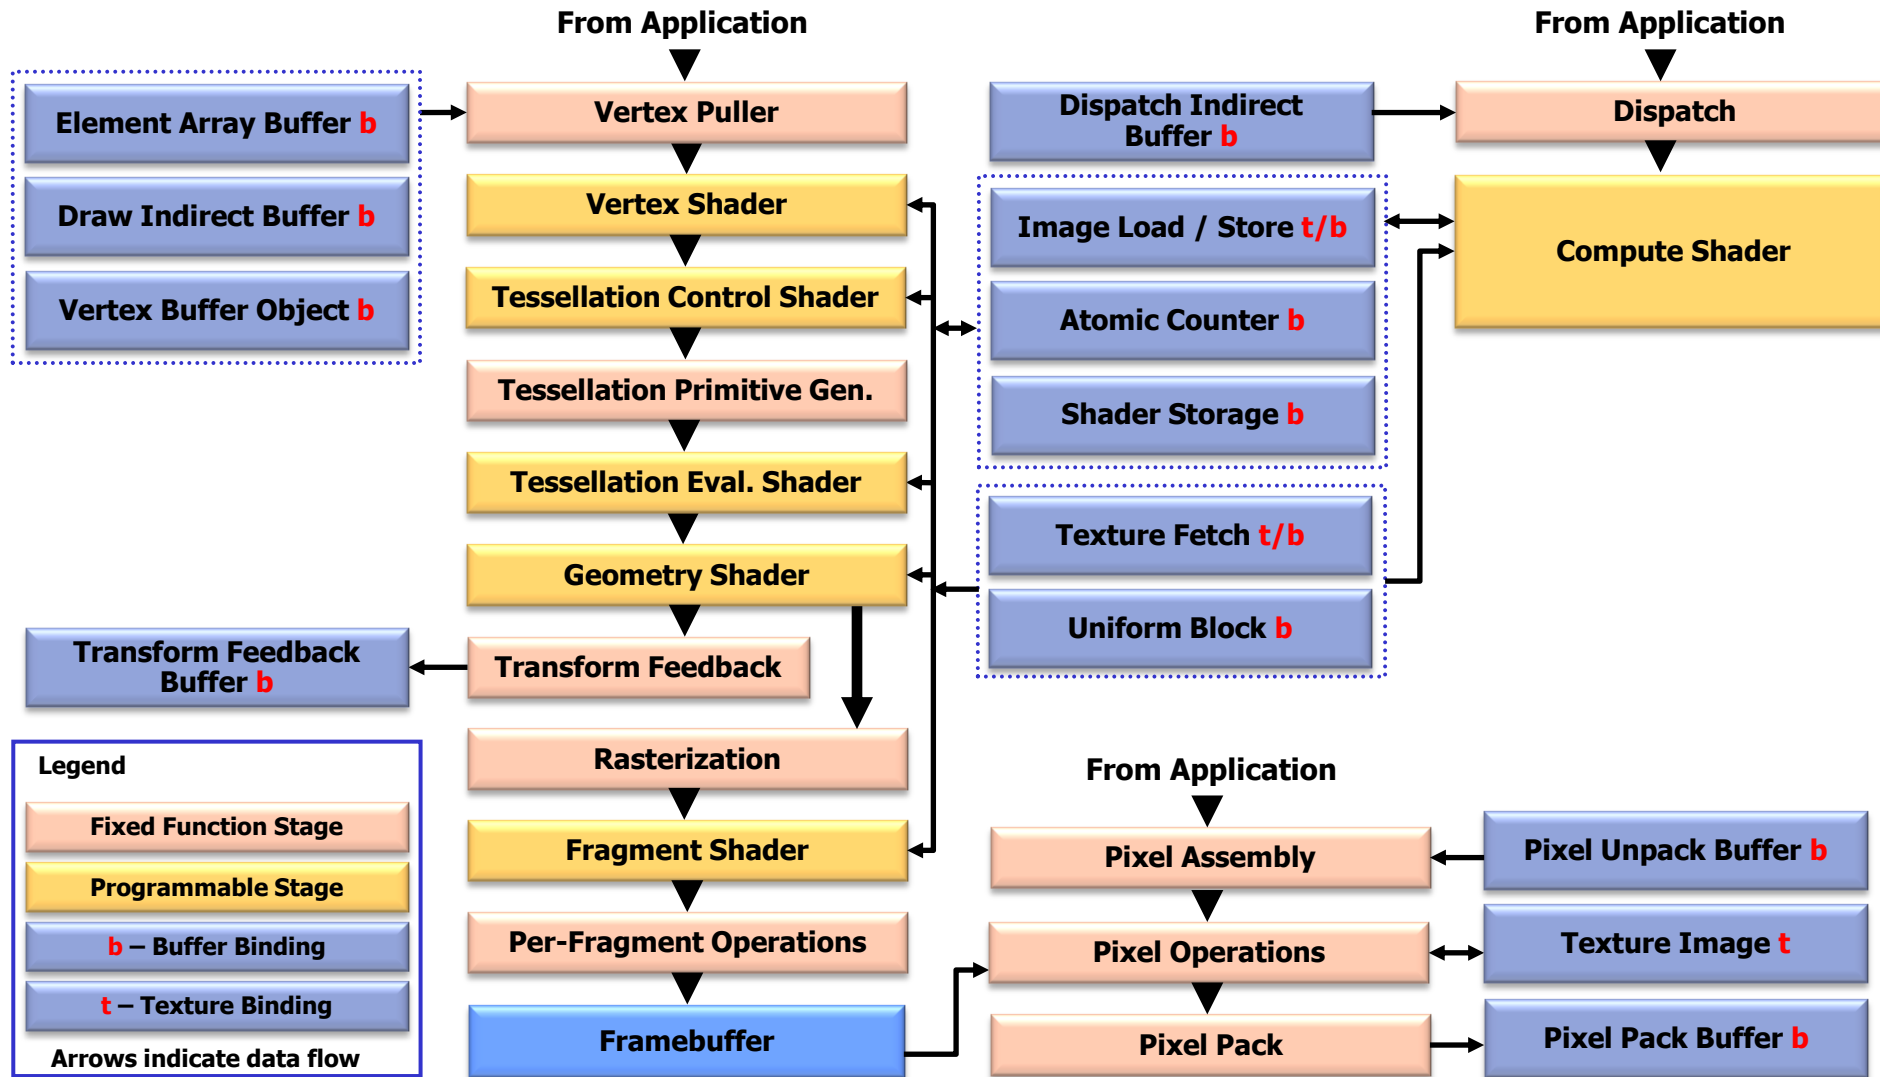 From Application
From Application
Element Array Buffer b
Draw Indirect Buffer b
Vertex Buffer Object b
Vertex Puller
Vertex Shader
Tessellation Control Shader
Tessellation Primitive Gen.
Tessellation Eval. Shader
Geometry Shader
Transform Feedback
Transform Feedback
Buffer b
Rasterization
Fragment Shader
Per-Fragment Operations
Framebuffer
Dispatch Indirect
Buffer b
Dispatch
Image Load / Store t/b
Atomic Counter b
Shader Storage b
Compute Shader
Texture Fetch t/b
Uniform Block b
From Application
Pixel Assembly
Pixel Unpack Buffer b
Pixel Operations
Texture Image t
Pixel Pack
Pixel Pack Buffer b
Legend
Fixed Function Stage
Programmable Stage
b – Buffer Binding
t – Texture Binding
Arrows indicate data flow